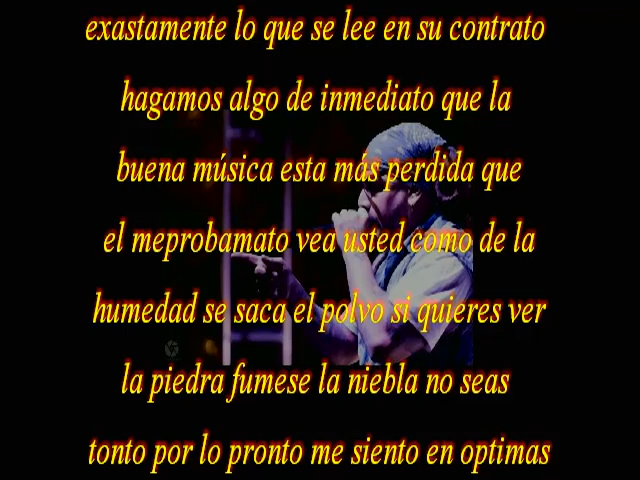 exastamente lo que se lee en su contrato
hagamos algo de inmediato que la
buena música esta más perdida que
el meprobamato vea usted como de la
humedad se saca el polvo si quieres ver
la piedra fumese la niebla no seas
tonto por lo pronto me siento en optimas